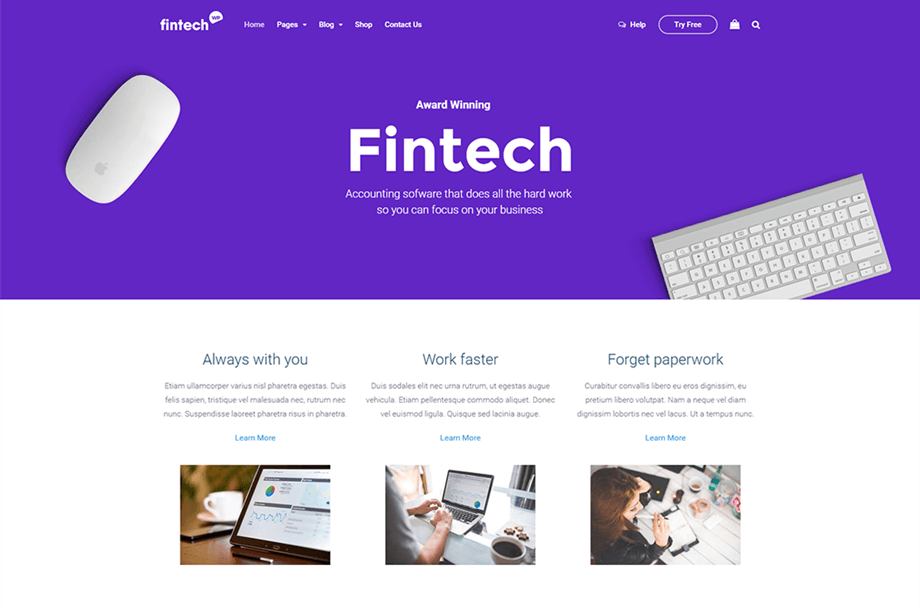 fintech WP
Home Pages Blog Shop Contact Us Help Try Free
Award Winning
Fintech
Accounting sofware that does all the hard work
so you can focus on your business
Always with you
Etiam ullamcorper varius nisl pharetra egestas. Duis
felis sapien, tristique vel malesuada nec, rutrum nec
nunc. Suspendisse laoreet pharetra risus in pharetra.
Learn More
Work faster
Duis sodales elit nec urna rutrum, ut egestas augue
vehicula. Etiam pellentesque commodo aliquet. Donec
vel euismod ligula. Quisque sed lacinia augue.
Learn More
Forget paperwork
Curabitur convallis libero eu eros dignissim, eu
pretium libero volutpat. Nam a neque vel diam
dignissim lobortis nec vel lacus. Ut a tempus nunc.
Learn More